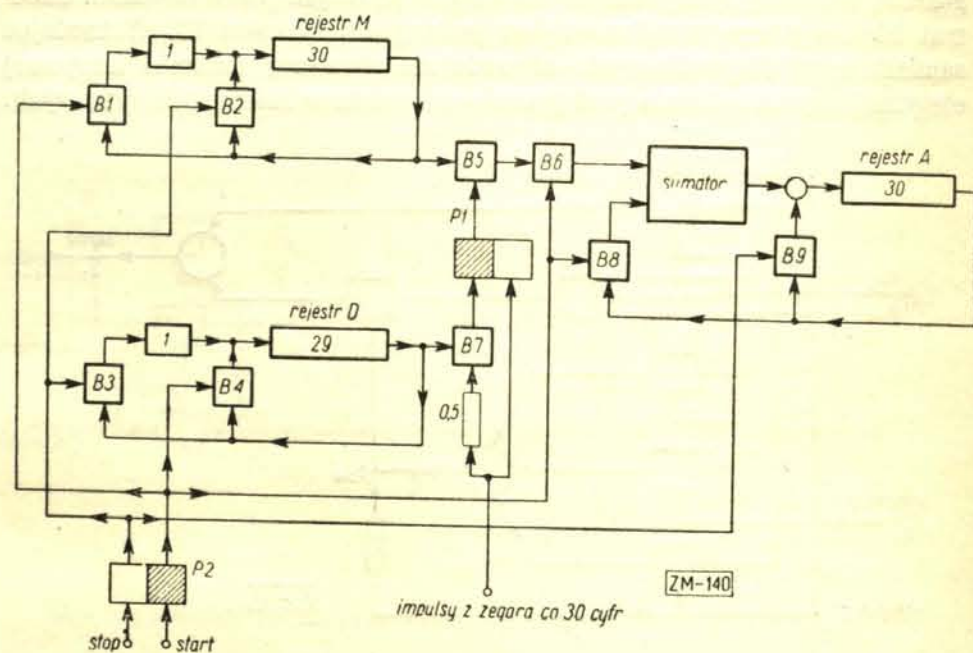 rejestr M
1
30
B1
B2
B5
B6
sumator
rejestr A
30
P1
B8
B9
rejestr D
1
29
B7
B3
B4
0,5
P2
ZM-140
impulsy z zegara co 30 cyfr
stop
start